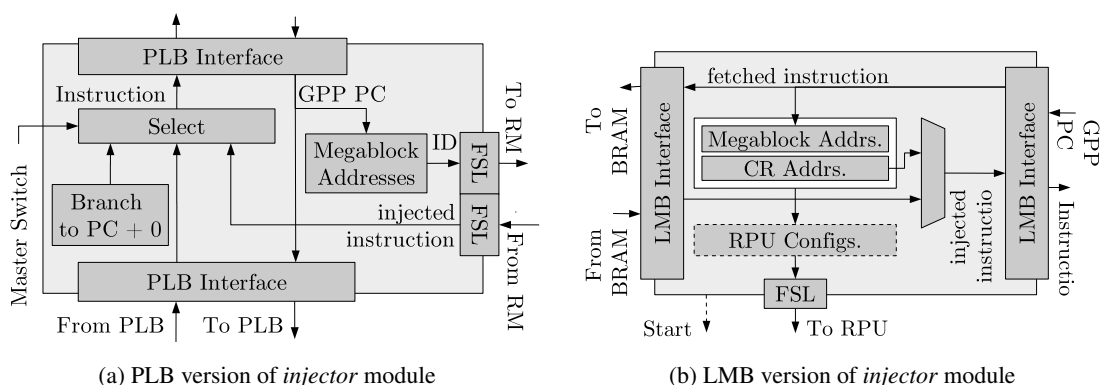 PLB Interface
Instruction
GPP PC
Select
Master Switch
Megablock
Addresses
ID
FSL
To RM
Branch
to PC + 0
injected
instruction
FSL
From RM
PLB Interface
From PLB
To PLB
(a) PLB version of injector module
fetched instruction
To
BRAM
LMB Interface
Megablock Addrs.
CR Addrs.
RPU Configs.
From
BRAM
FSL
Start
To RPU
injected
instructio
LMB Interface
GPP
PC
Instructio
(b) LMB version of injector module